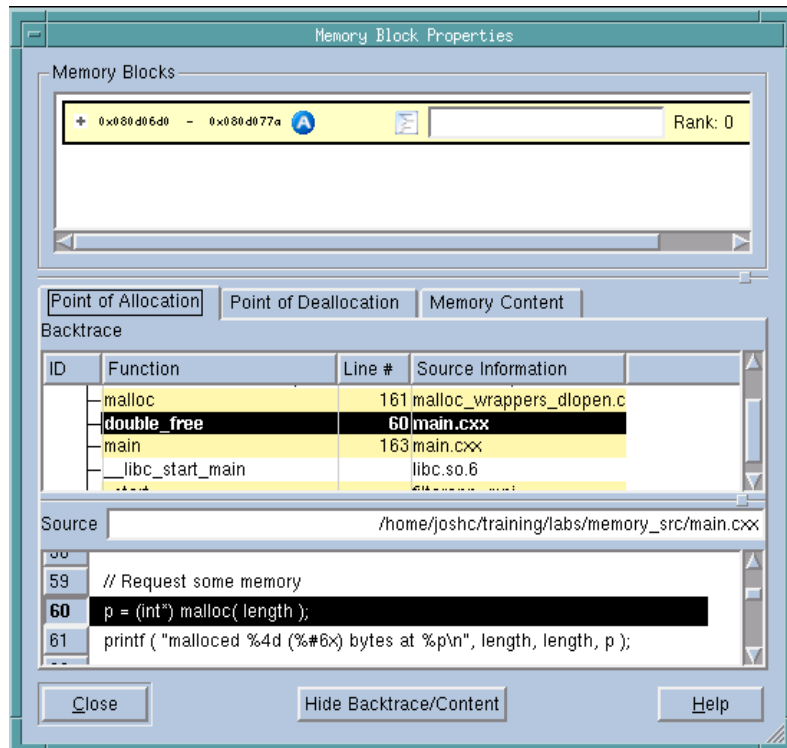 Memory Block Properties
Memory Blocks
+ 0x080d06d0 - 0x080d077a A Rank: 0
Point of Allocation Point of Deallocation Memory Content
Backtrace
ID Function Line # Source Information
malloc 161 malloc_wrappers_dlopen.c
double_free 60 main.cxx
main 163 main.cxx
__libc_start_main libc.so.6
Source /home/joshc/training/labs/memory_src/main.cxx
59 // Request some memory
60 p = (int*) malloc( length );
61 printf ( "malloced %4d (%#6x) bytes at %p\n", length, length, p );
Close Hide Backtrace/Content Help